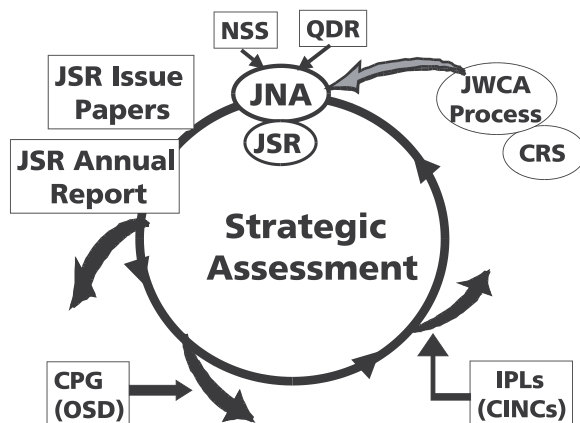 NSS
QDR
JSR Issue
Papers
JNA
JWCA
Process
JSR
CRS
JSR Annual
Report
Strategic
Assessment
CPG
(OSD)
IPLs
(CINCs)